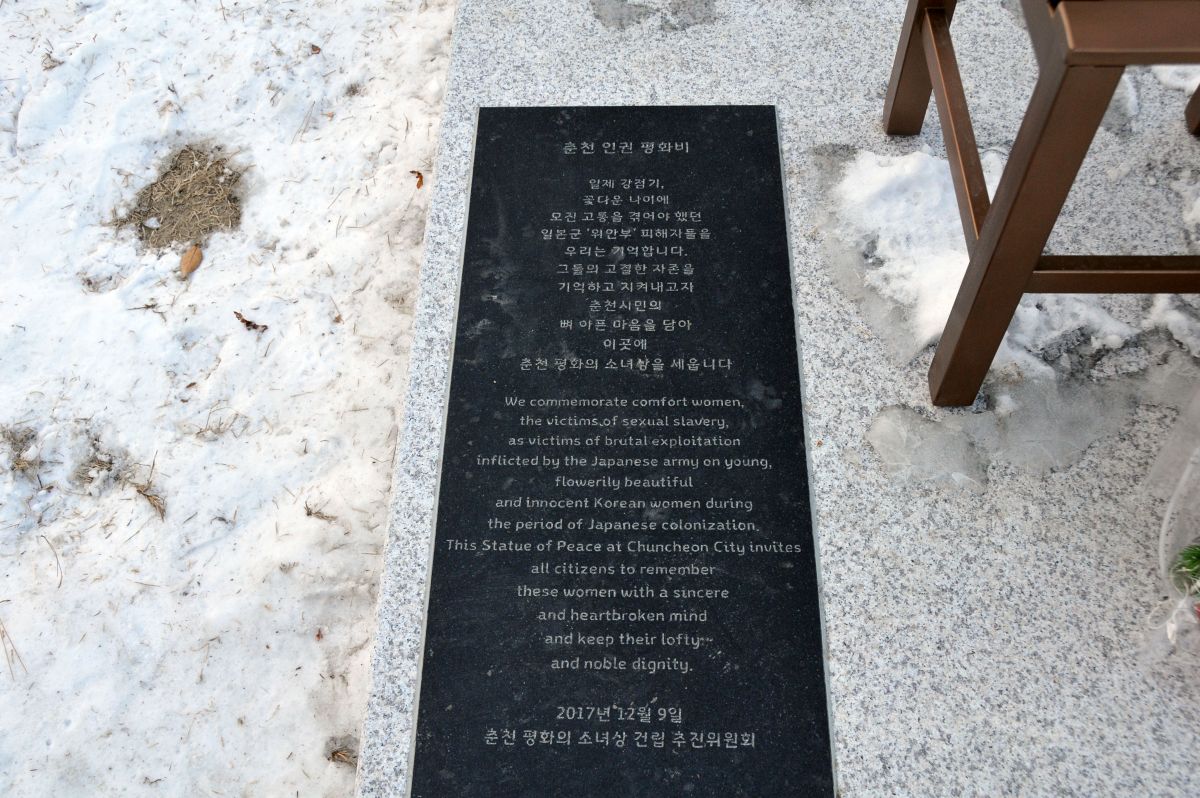 춘천 인권 평화비
일제 강점기,
꽃다운 나이에
모진 고통을 겪어야 했던
일본군 '위안부' 피해자들을
우리는 기억합니다.
그들의 고결한 자존을
기억하고 지켜내고자
춘천시민의
뼈 아픈 마음을 담아
이곳에
춘천 평화의 소녀상을 세웁니다
We commemorate comfort women,
the victims of sexual slavery,
as victims of brutal exploitation
inflicted by the Japanese army on young,
flowerily beautiful
and innocent Korean women during
the period of Japanese colonization.
This Statue of Peace at Chuncheon City invites
all citizens to remember
these women with a sincere
and heartbroken mind
and keep their lofty
and noble dignity.
2017년 12월 9일
춘천 평화의 소녀상 건립 추진위원회